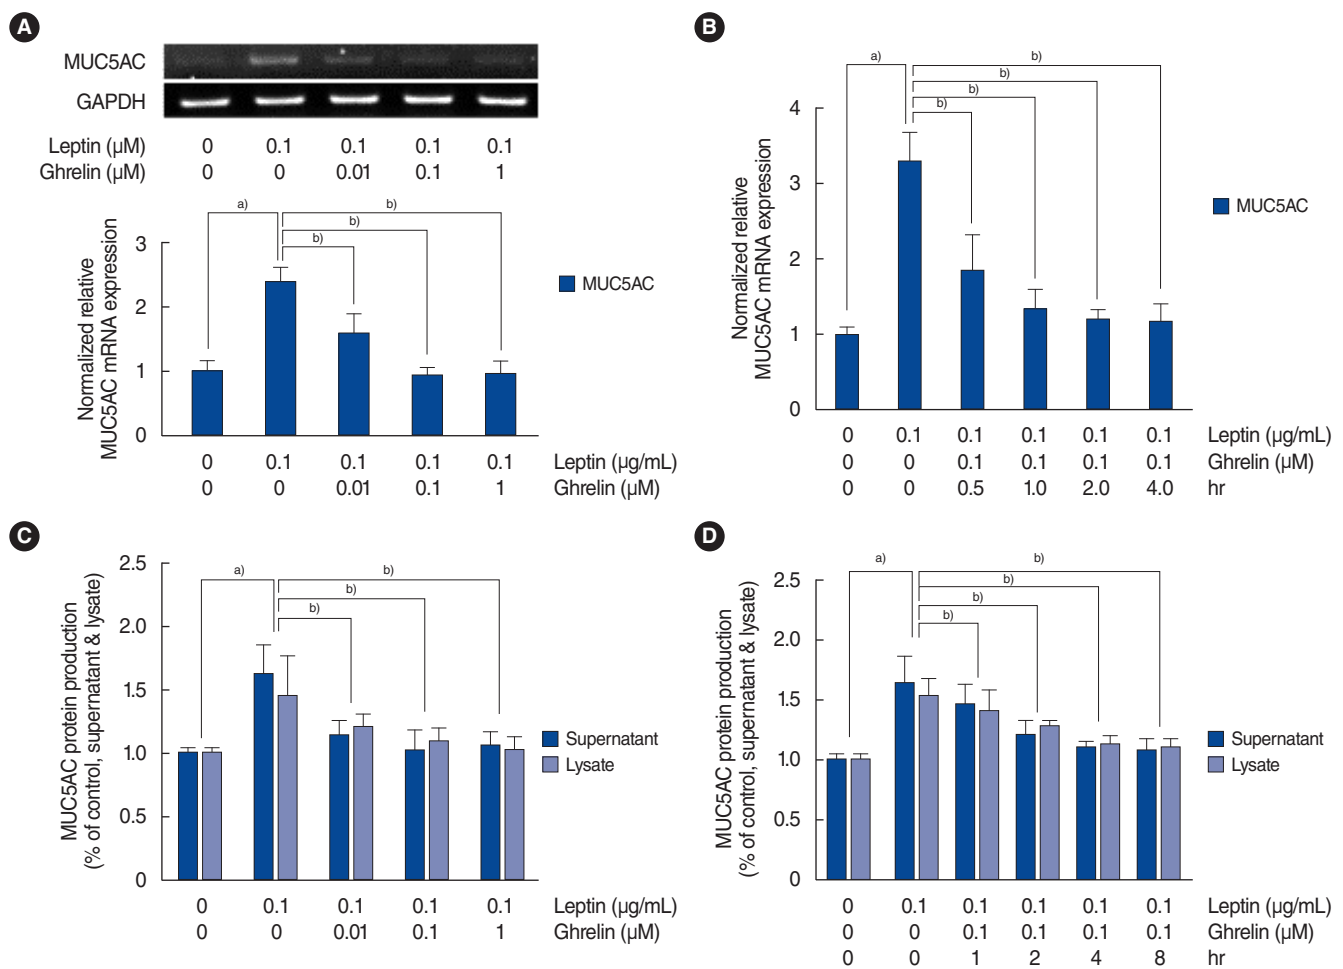 A
MUC5AC
GAPDH
Leptin (μM) 0 0.1 0.1 0.1 0.1
Ghrelin (μM) 0 0 0.01 0.1 1
Normalized relative
MUC5AC mRNA expression
3
2
1
0
a)
b)
b)
b)
MUC5AC
0 0.1 0.1 0.1 0.1 Leptin (μg/mL)
0 0 0.01 0.1 1 Ghrelin (μM)
B
Normalized relative
MUC5AC mRNA expression
4
3
2
1
0
a)
b)
b)
b)
b)
MUC5AC
0 0.1 0.1 0.1 0.1 0.1 Leptin (μg/mL)
0 0 0.1 0.1 0.1 0.1 Ghrelin (μM)
0 0 0.5 1.0 2.0 4.0 hr
C
MUC5AC protein production
(% of control, supernatant & lysate)
2.5
2.0
1.5
1.0
0.5
0
a)
b)
b)
b)
Supernatant
Lysate
0 0.1 0.1 0.1 0.1 Leptin (μg/mL)
0 0 0.01 0.1 1 Ghrelin (μM)
D
MUC5AC protein production
(% of control, supernatant & lysate)
2.5
2.0
1.5
1.0
0.5
0
a)
b)
b)
b)
b)
Supernatant
Lysate
0 0.1 0.1 0.1 0.1 0.1 Leptin (μg/mL)
0 0 0.1 0.1 0.1 0.1 Ghrelin (μM)
0 0 1 2 4 8 hr